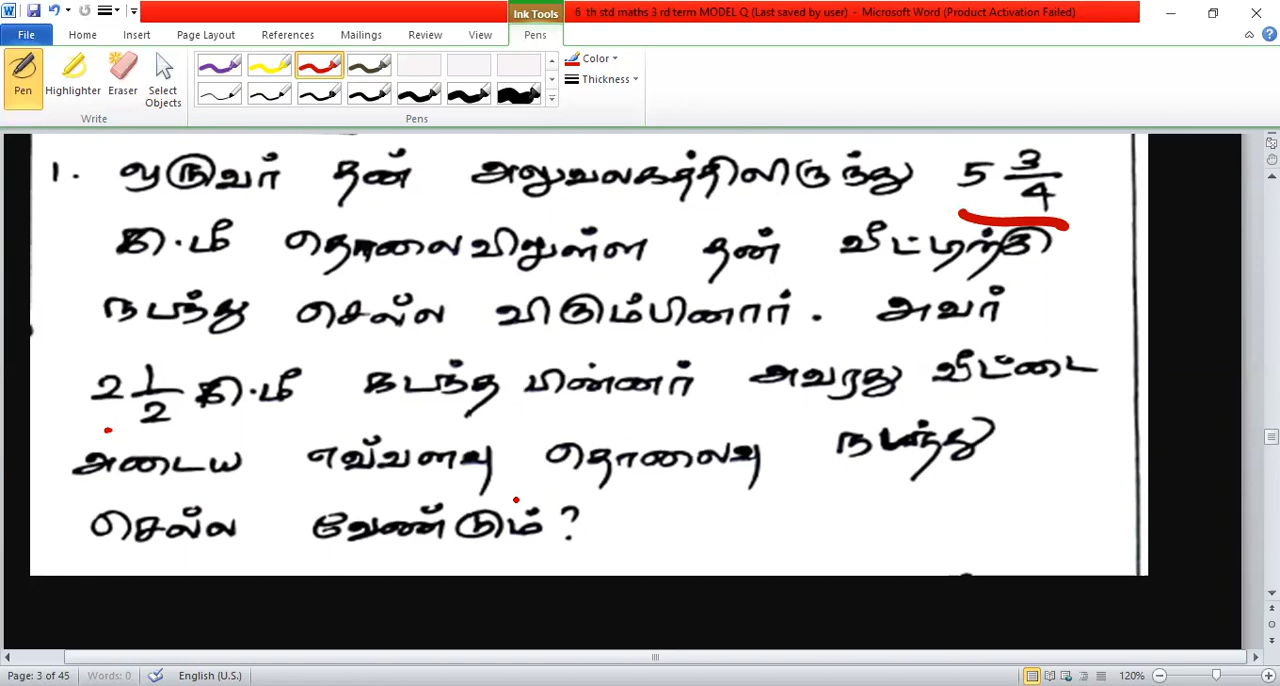 6 th std maths 3 rd term MODEL Q (Last saved by user) - Microsoft Word (Product Activation Failed)
Ink Tools
File Home Insert Page Layout References Mailings Review View Pens
Pen Highlighter Eraser Select Objects
Color
Thickness
Write Pens
1. ஒருவர் தன் அலுவலகத்திலிருந்து 5 3/4
கி.மீ தொலைவிலுள்ள தன் வீட்டிற்கு
நடந்து செல்ல விரும்பினார். அவர்
2 1/2 கி.மீ கடந்த பின்னர் அவரது வீட்டை
அடைய எவ்வளவு தொலைவு நடந்து
செல்ல வேண்டும்?
Page: 3 of 45 Words: 0 English (U.S.) 120%